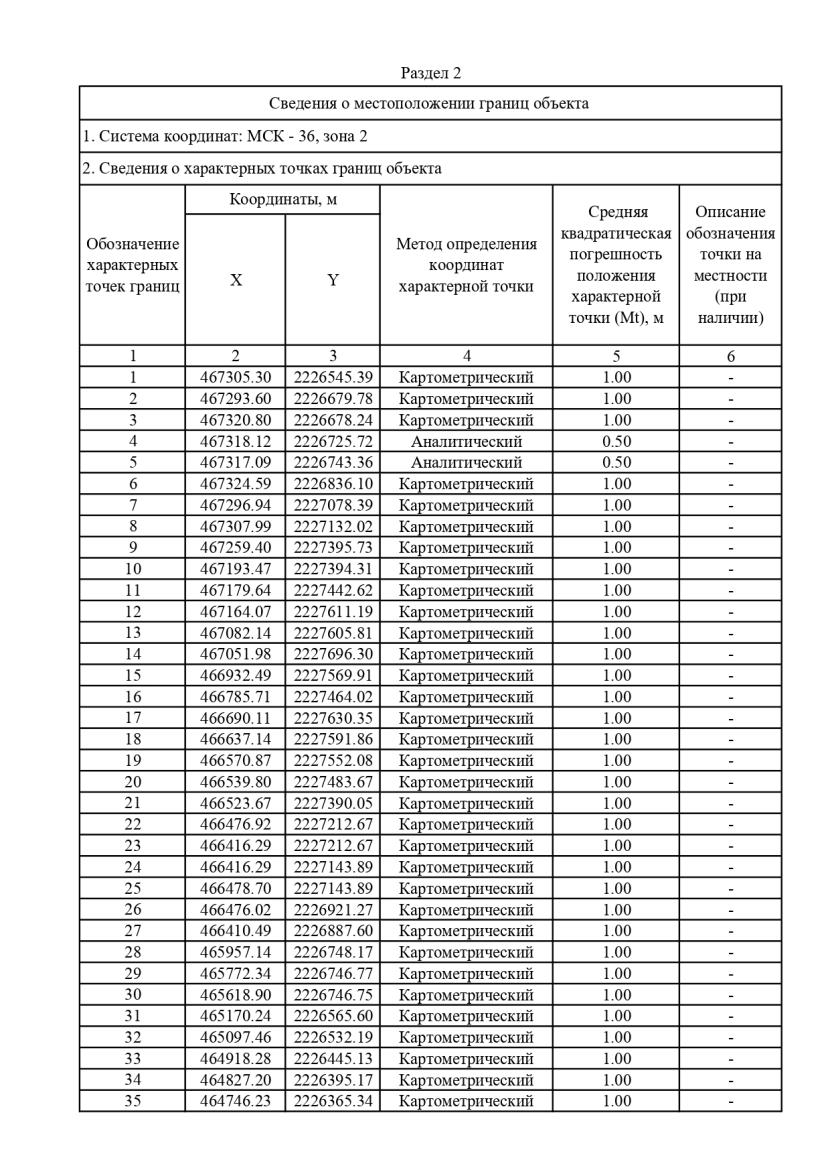 Раздел 2
Сведения о местоположении границ объекта
1. Система координат: МСК - 36, зона 2
2. Сведения о характерных точках границ объекта
Обозначение
характерных
точек границ
Координаты, м
X
Y
Метод определения
координат
характерной точки
Средняя
квадратическая
погрешность
положения
характерной
точки (Mt), м
Описание
обозначения
точки на
местности
(при
наличии)
1 2 3 4 5 6
1 467305.30 2226545.39 Картометрический 1.00 -
2 467293.60 2226679.78 Картометрический 1.00 -
3 467320.80 2226678.24 Картометрический 1.00 -
4 467318.12 2226725.72 Аналитический 0.50 -
5 467317.09 2226743.36 Аналитический 0.50 -
6 467324.59 2226836.10 Картометрический 1.00 -
7 467296.94 2227078.39 Картометрический 1.00 -
8 467307.99 2227132.02 Картометрический 1.00 -
9 467259.40 2227395.73 Картометрический 1.00 -
10 467193.47 2227394.31 Картометрический 1.00 -
11 467179.64 2227442.62 Картометрический 1.00 -
12 467164.07 2227611.19 Картометрический 1.00 -
13 467082.14 2227605.81 Картометрический 1.00 -
14 467051.98 2227696.30 Картометрический 1.00 -
15 466932.49 2227569.91 Картометрический 1.00 -
16 466785.71 2227464.02 Картометрический 1.00 -
17 466690.11 2227630.35 Картометрический 1.00 -
18 466637.14 2227591.86 Картометрический 1.00 -
19 466570.87 2227552.08 Картометрический 1.00 -
20 466539.80 2227483.67 Картометрический 1.00 -
21 466523.67 2227390.05 Картометрический 1.00 -
22 466476.92 2227212.67 Картометрический 1.00 -
23 466416.29 2227212.67 Картометрический 1.00 -
24 466416.29 2227143.89 Картометрический 1.00 -
25 466478.70 2227143.89 Картометрический 1.00 -
26 466476.02 2226921.27 Картометрический 1.00 -
27 466410.49 2226887.60 Картометрический 1.00 -
28 465957.14 2226748.17 Картометрический 1.00 -
29 465772.34 2226746.77 Картометрический 1.00 -
30 465618.90 2226746.75 Картометрический 1.00 -
31 465170.24 2226565.60 Картометрический 1.00 -
32 465097.46 2226532.19 Картометрический 1.00 -
33 464918.28 2226445.13 Картометрический 1.00 -
34 464827.20 2226395.17 Картометрический 1.00 -
35 464746.23 2226365.34 Картометрический 1.00 -